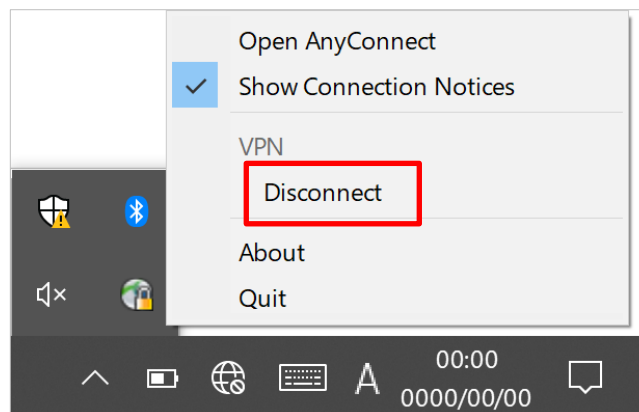 Open AnyConnect
Show Connection Notices
VPN
Disconnect
About
Quit
A
00:00
0000/00/00